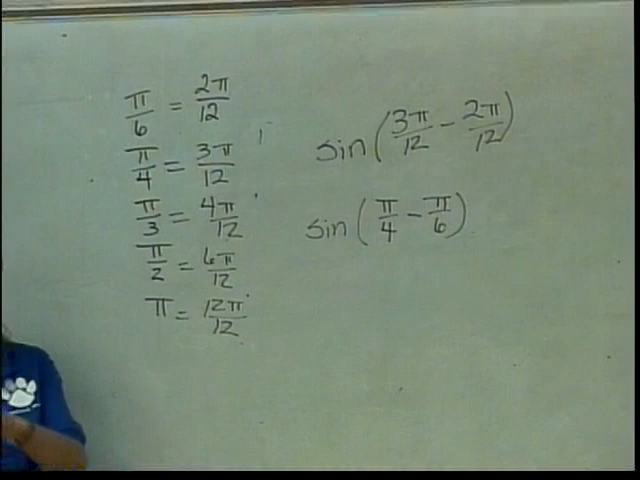 π/6 = 2π/12
π/4 = 3π/12
π/3 = 4π/12
π/2 = 6π/12
π = 12π/12
sin(3π/12 - 2π/12)
sin(π/4 - π/6)